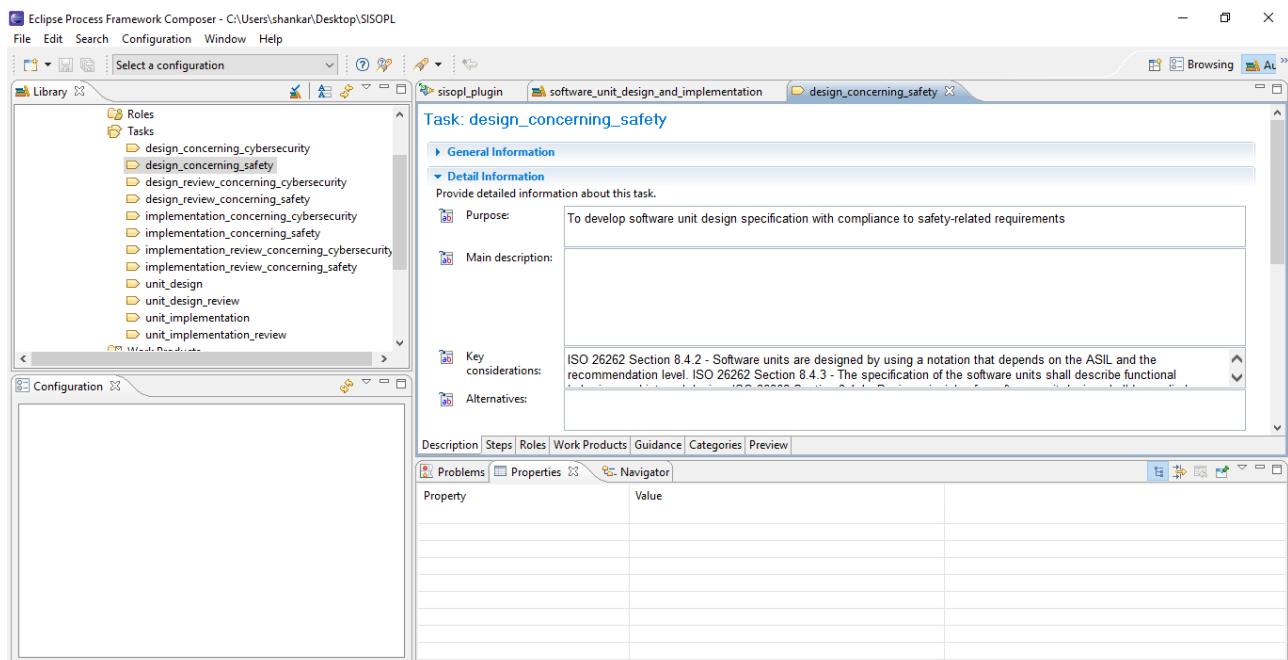 Eclipse Process Framework Composer - C:\Users\shankar\Desktop\SISOPL
File Edit Search Configuration Window Help
Select a configuration
Browsing
Library
Roles
Tasks
design_concerning_cybersecurity
design_concerning_safety
design_review_concerning_cybersecurity
design_review_concerning_safety
implementation_concerning_cybersecurity
implementation_concerning_safety
implementation_review_concerning_cybersecurity
implementation_review_concerning_safety
unit_design
unit_design_review
unit_implementation
unit_implementation_review
Work Products
Configuration
sisopl_plugin software_unit_design_and_implementation design_concerning_safety
Task: design_concerning_safety
General Information
Detail Information
Provide detailed information about this task.
Purpose: To develop software unit design specification with compliance to safety-related requirements
Main description:
Key considerations: ISO 26262 Section 8.4.2 - Software units are designed by using a notation that depends on the ASIL and the
recommendation level. ISO 26262 Section 8.4.3 - The specification of the software units shall describe functional
Alternatives:
Description Steps Roles Work Products Guidance Categories Preview
Problems Properties Navigator
Property Value